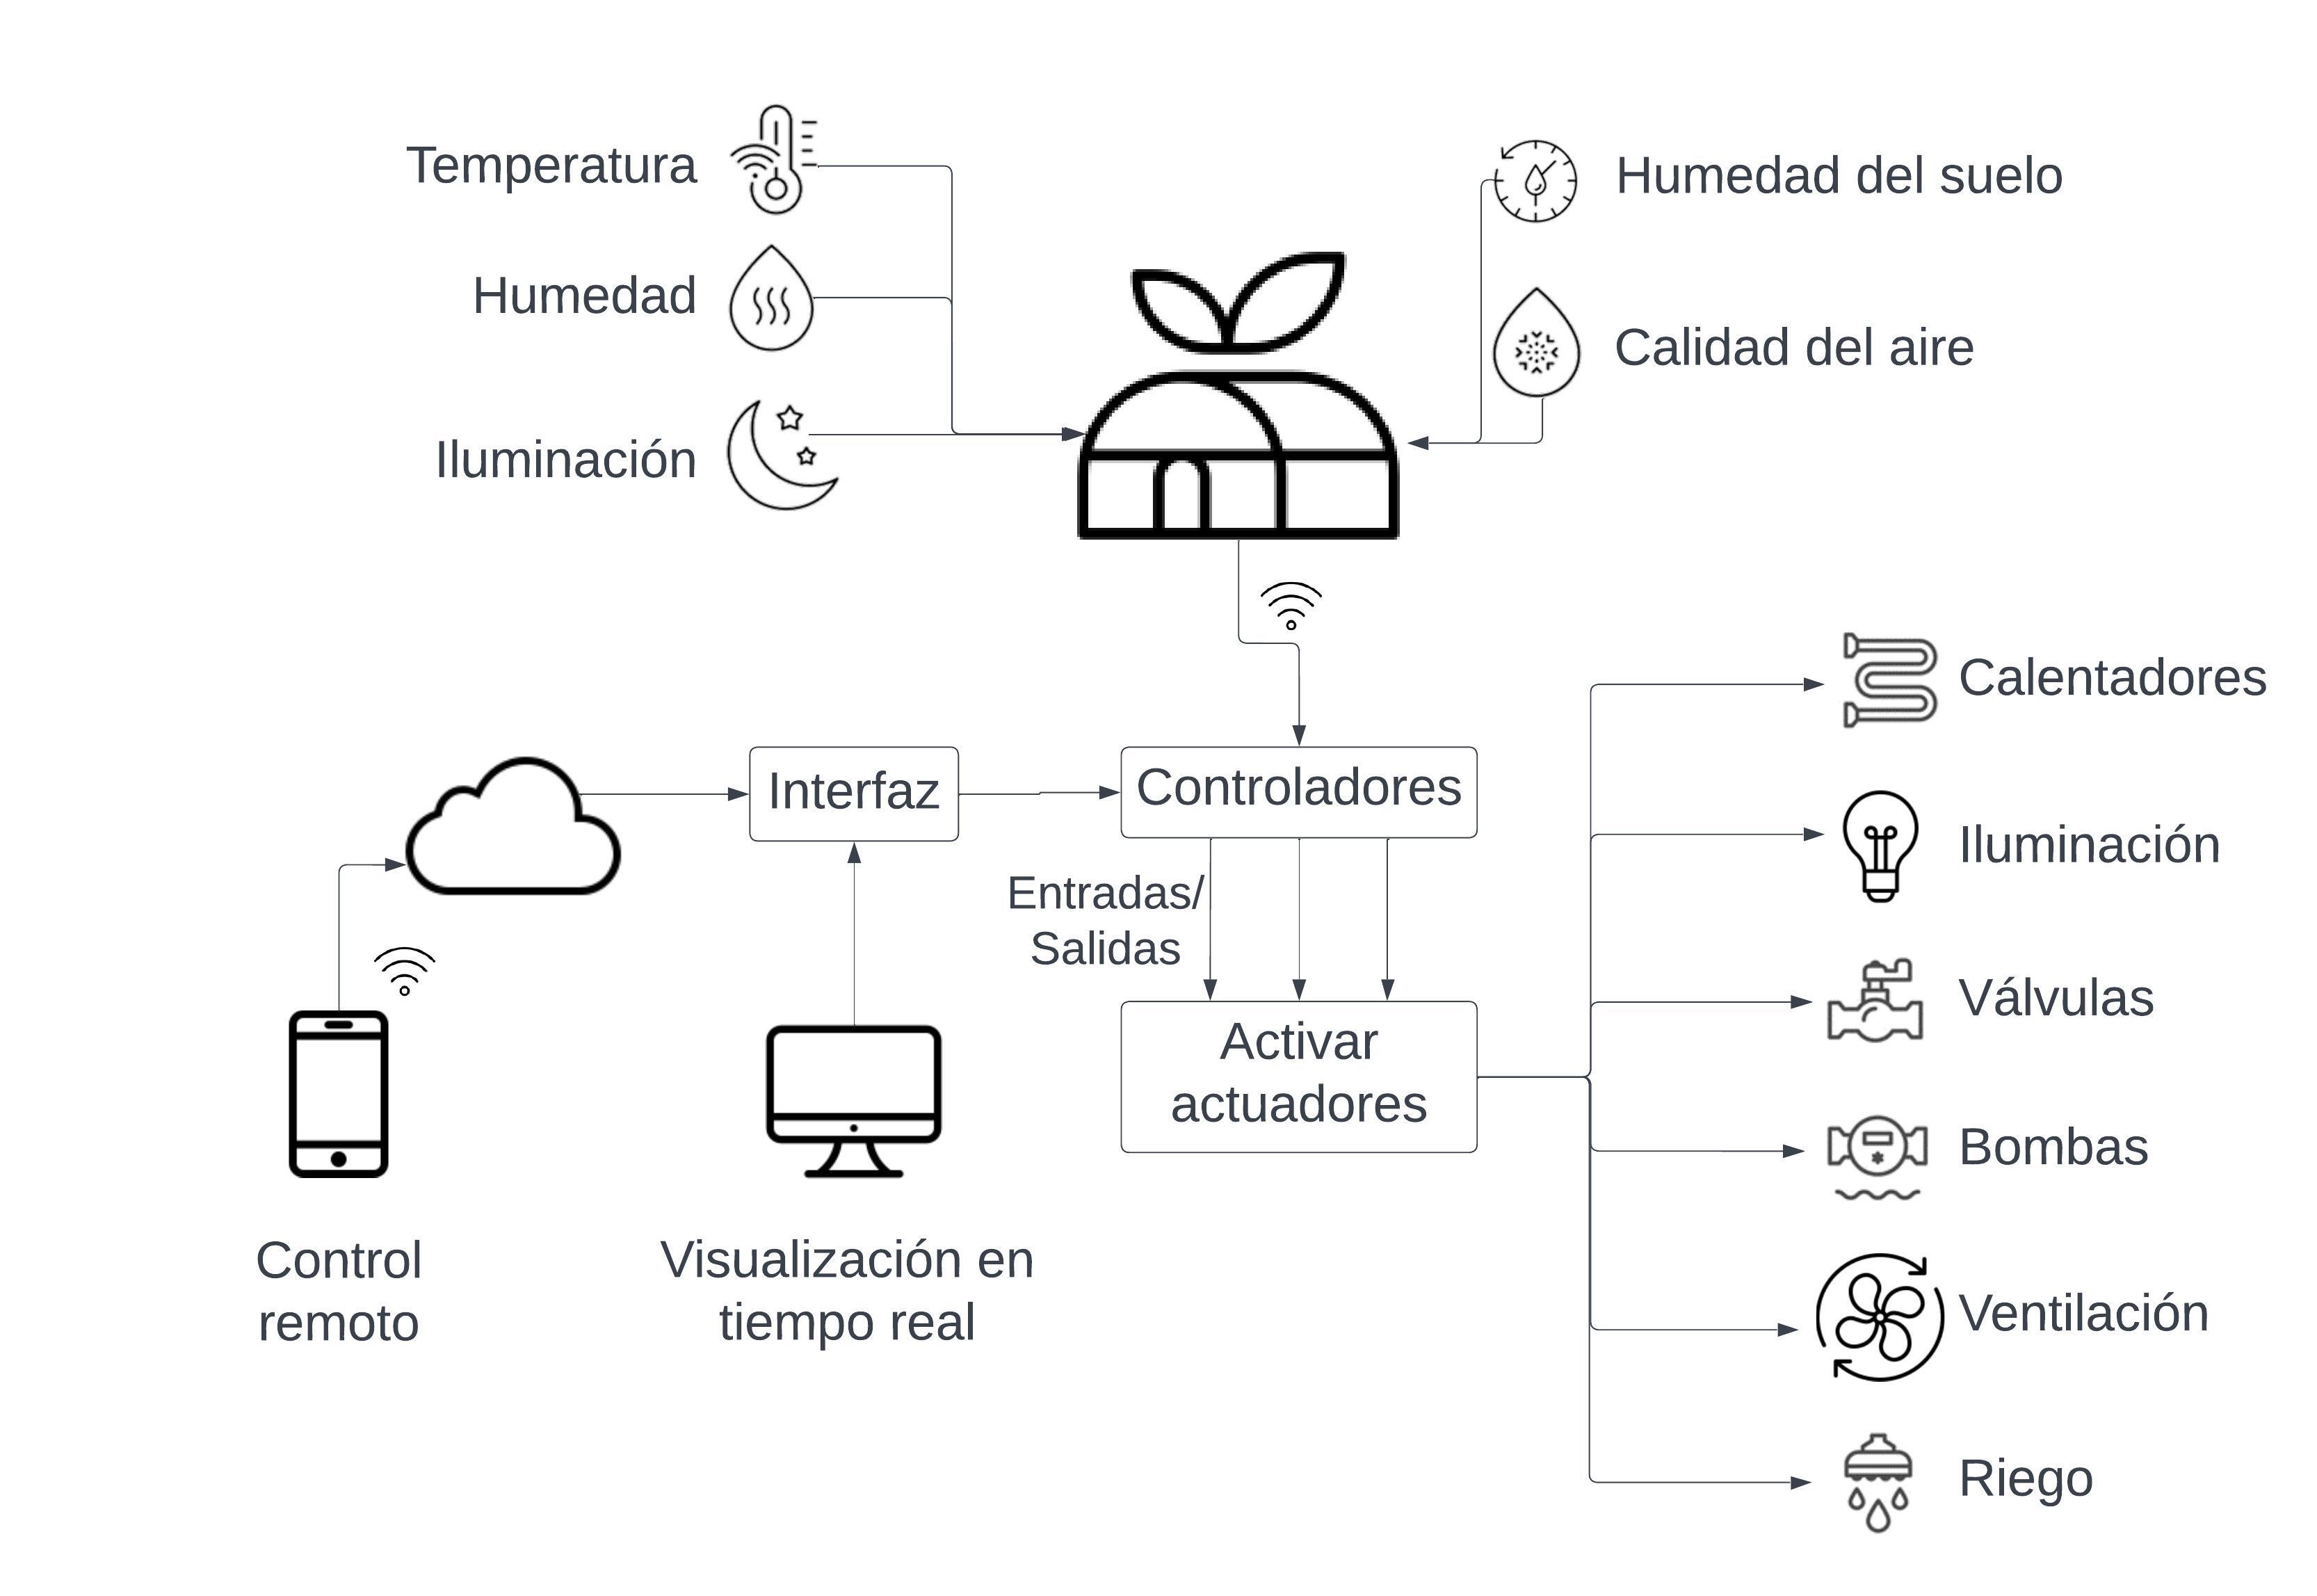 Temperatura
Humedad
Iluminación
Humedad del suelo
Calidad del aire
Interfaz
Controladores
Entradas/
Salidas
Activar
actuadores
Control
remoto
Visualización en
tiempo real
Calentadores
Iluminación
Válvulas
Bombas
Ventilación
Riego